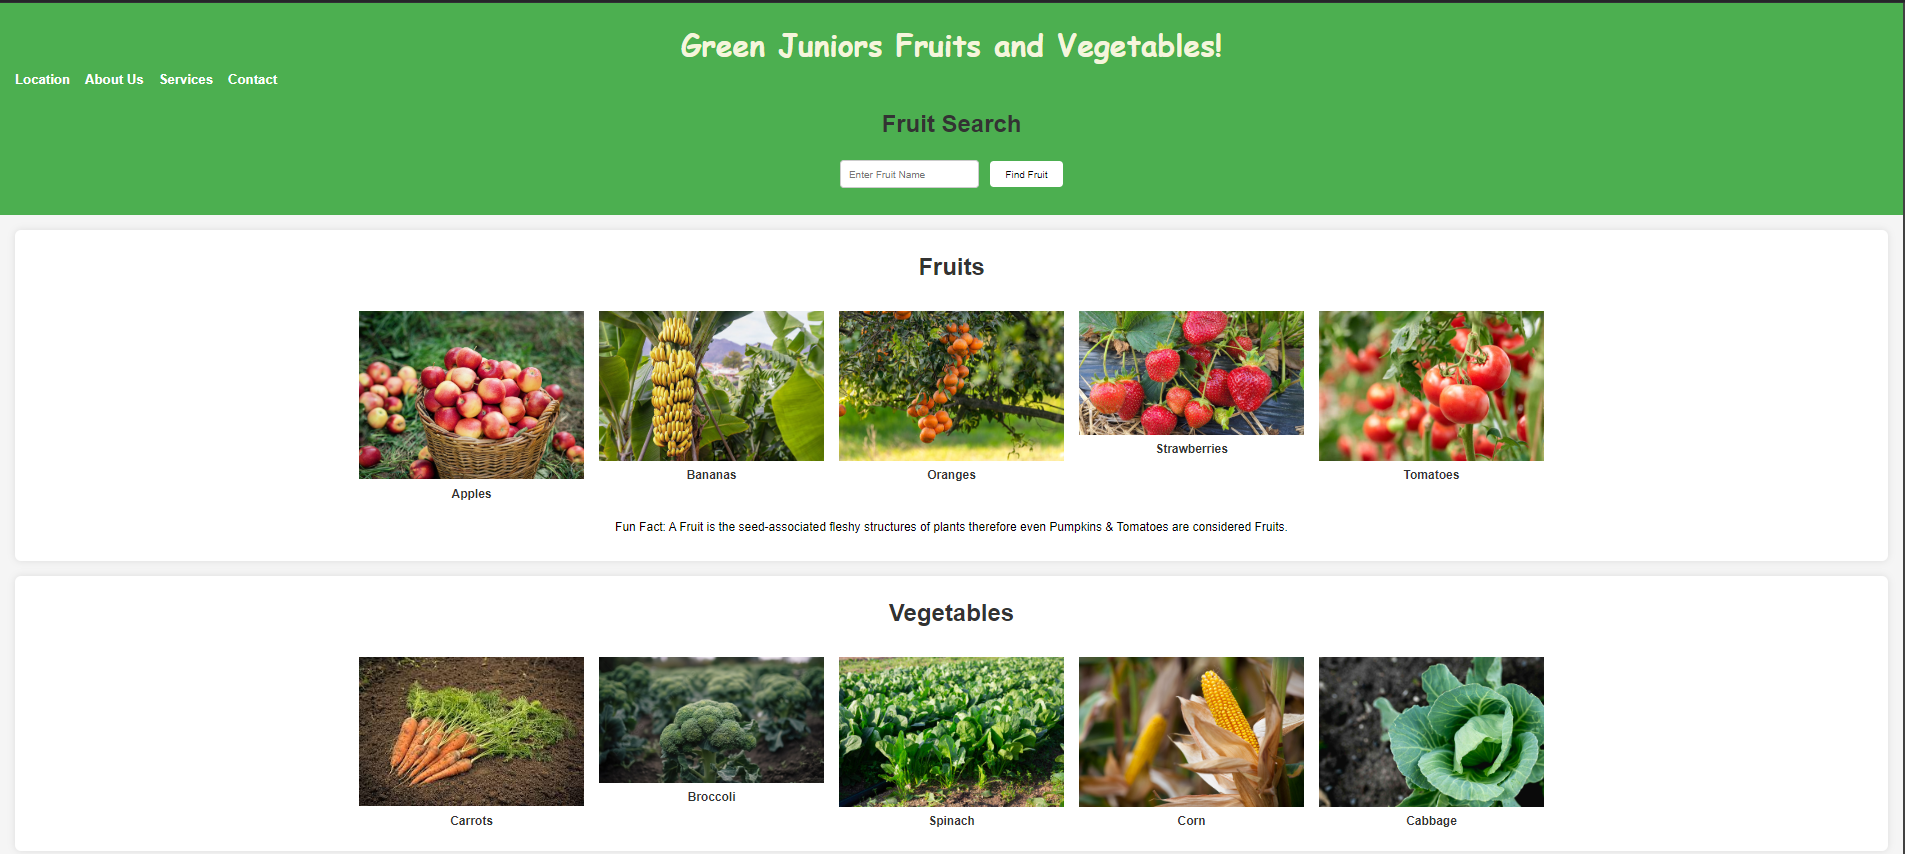 Green Juniors Fruits and Vegetables!
Location About Us Services Contact
Fruit Search
Enter Fruit Name Find Fruit
Fruits
Apples
Bananas
Oranges
Strawberries
Tomatoes
Fun Fact: A Fruit is the seed-associated fleshy structures of plants therefore even Pumpkins & Tomatoes are considered Fruits.
Vegetables
Carrots
Broccoli
Spinach
Corn
Cabbage